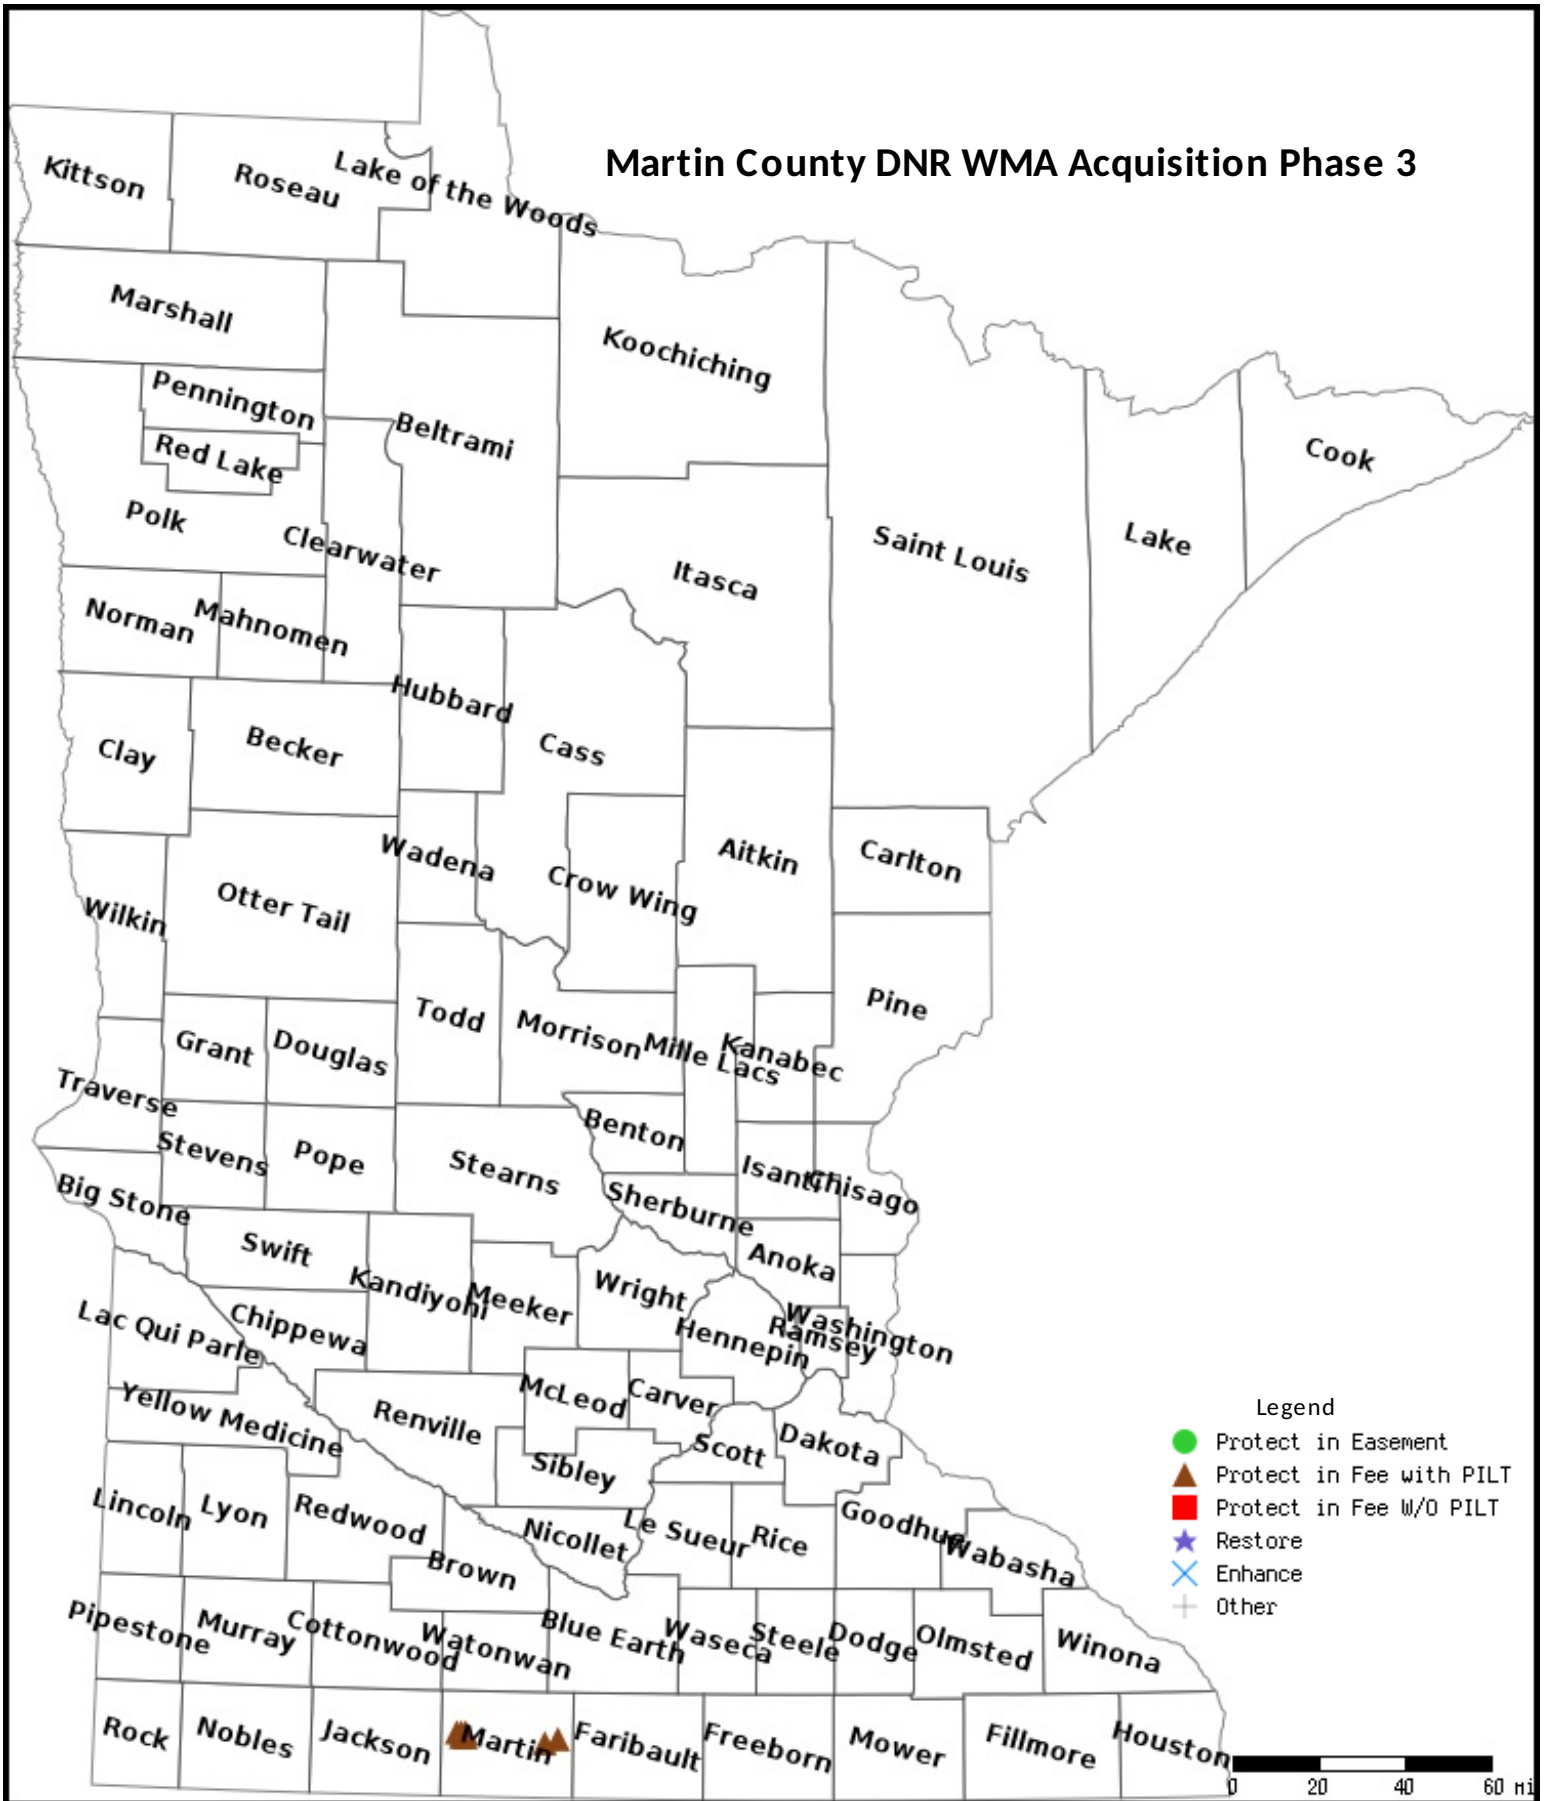 Martin County DNR WMA Acquisition Phase 3
Kittson
Roseau
Lake of the Woods
Marshall
Koochiching
Pennington
Beltrami
Red Lake
Cook
Polk
Clearwater
Saint Louis
Lake
Itasca
Norman
Mahnomen
Hubbard
Clay
Becker
Cass
Wadena
Aitkin
Carlton
Crow Wing
Otter Tail
Wilkin
Pine
Todd
Morrison
Mille Lacs
Kanabec
Grant
Douglas
Traverse
Benton
Stevens
Pope
Stearns
Isanti
Chisago
Big Stone
Sherburne
Swift
Anoka
Kandiyohi
Meeker
Wright
Washington
Ramsey
Hennepin
Lac Qui Parle
Chippewa
McLeod
Carver
Yellow Medicine
Renville
Scott
Dakota
Sibley
Legend
Protect in Easement
Protect in Fee with PILT
Protect in Fee W/O PILT
Restore
Enhance
Other
Lincoln
Lyon
Redwood
Nicollet
Le Sueur
Rice
Goodhue
Wabasha
Brown
Pipestone
Murray
Cottonwood
Watonwan
Blue Earth
Waseca
Steele
Dodge
Olmsted
Winona
Rock
Nobles
Jackson
Martin
Faribault
Freeborn
Mower
Fillmore
Houston
0 20 40 60 mi